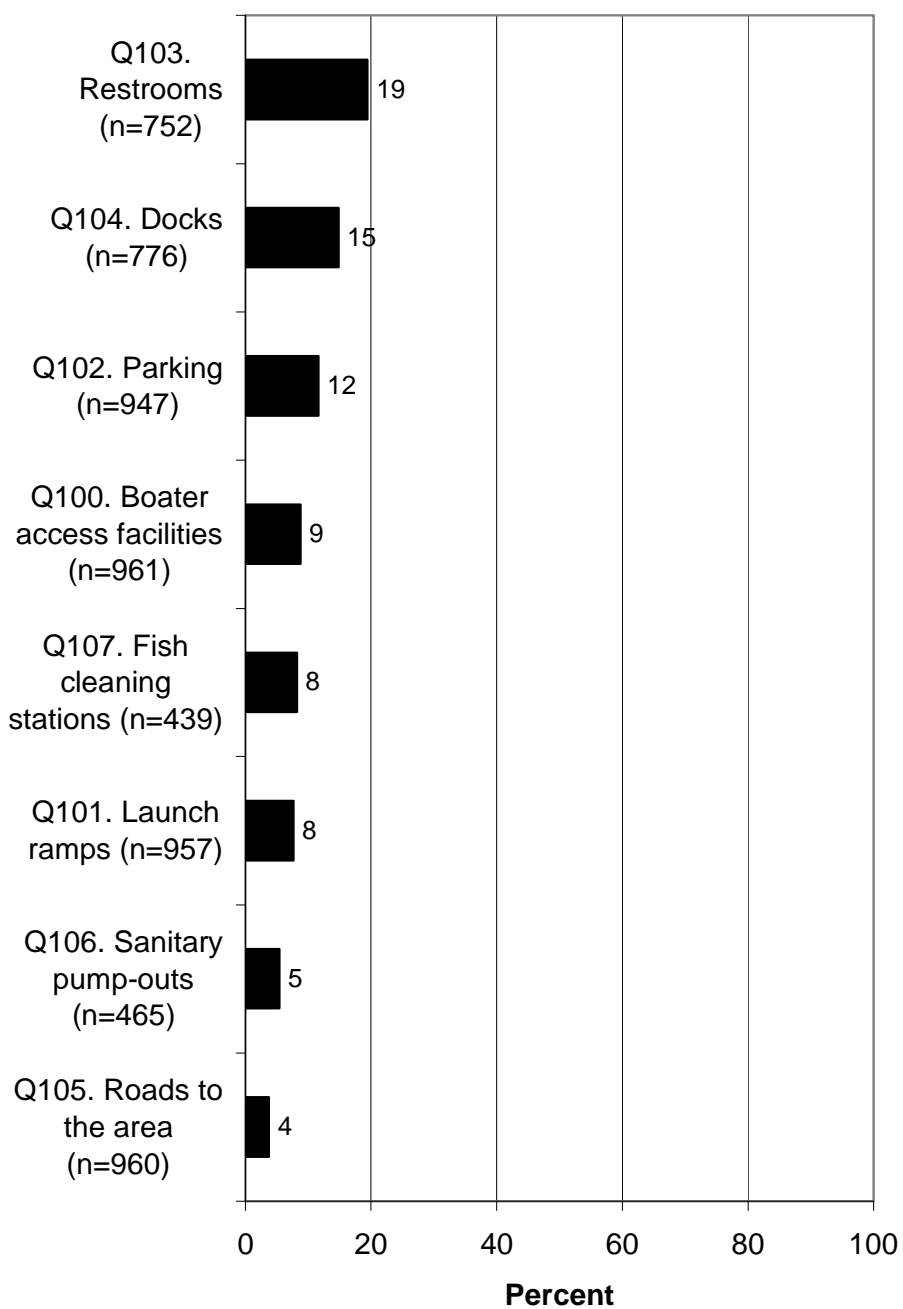 Q103.
Restrooms
(n=752)
19
Q104. Docks
(n=776)
15
Q102. Parking
(n=947)
12
Q100. Boater
access facilities
(n=961)
9
Q107. Fish
cleaning
stations (n=439)
8
Q101. Launch
ramps (n=957)
8
Q106. Sanitary
pump-outs
(n=465)
5
Q105. Roads to
the area
(n=960)
4
0 20 40 60 80 100
Percent